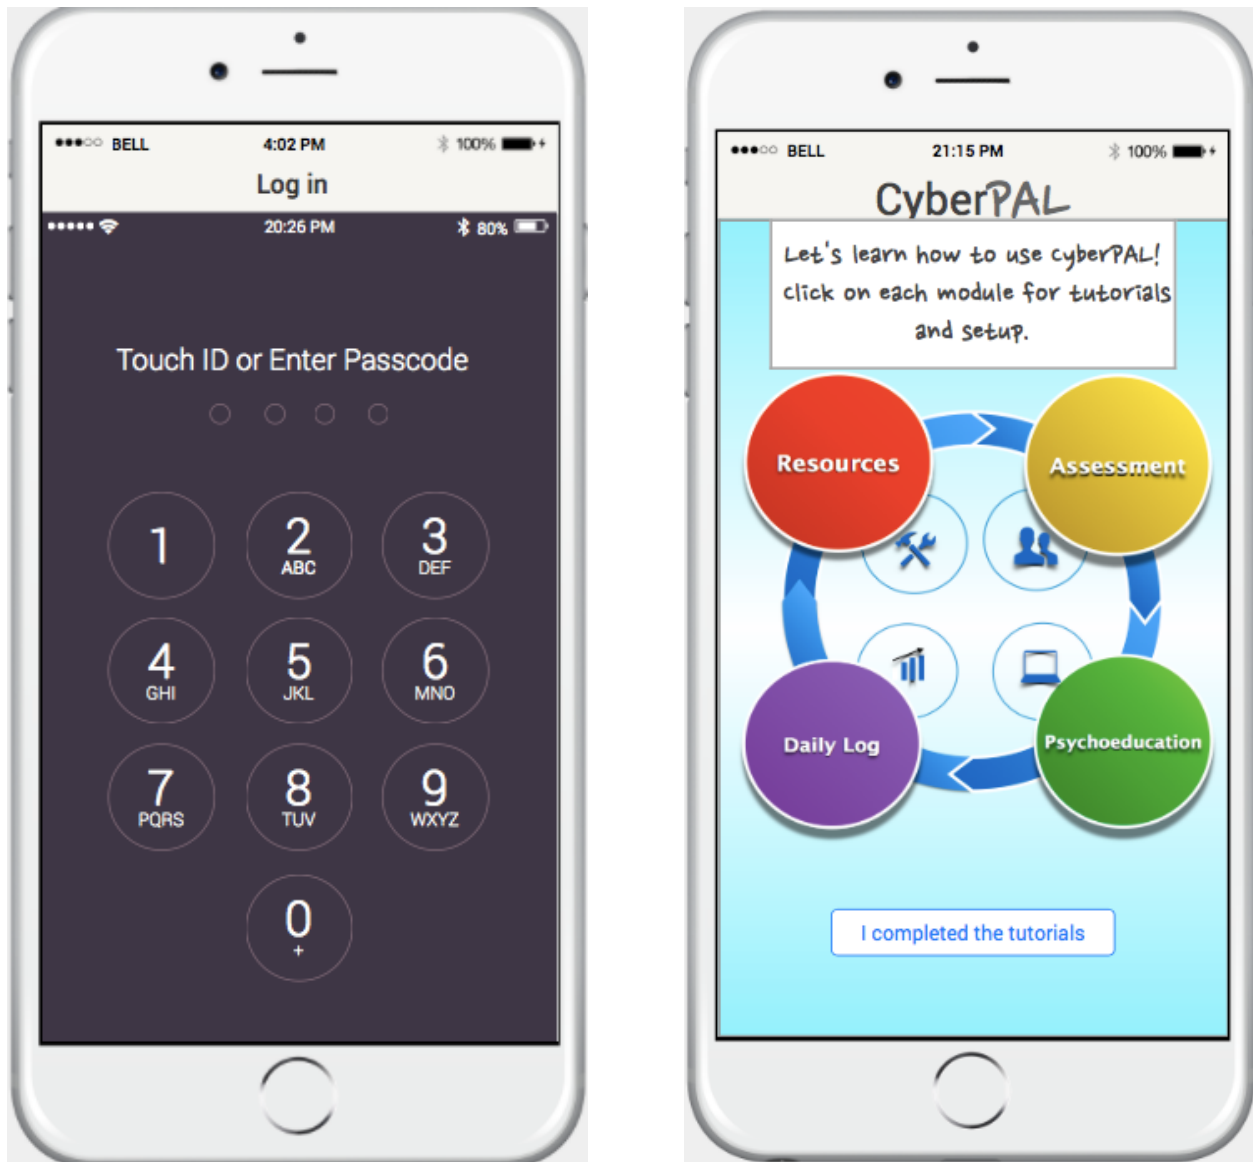 BELL 4:02 PM 100%
Log in
20:26 PM 80%
Touch ID or Enter Passcode
1 2 3
ABC DEF
4 5 6
GHI JKL MNO
7 8 9
PQRS TUV WXYZ
0
+
BELL 21:15 PM 100%
CyberPAL
Let's learn how to use cyberPAL!
Click on each module for tutorials
and setup.
Resources Assessment
Daily Log Psychoeducation
I completed the tutorials